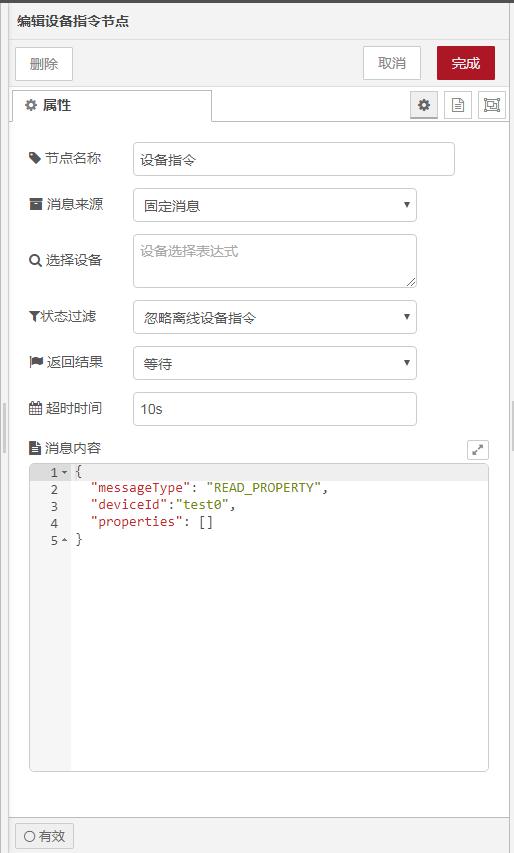 编辑设备指令节点
删除 取消 完成
属性
节点名称 设备指令
消息来源 固定消息
选择设备 设备选择表达式
状态过滤 忽略离线设备指令
返回结果 等待
超时时间 10s
消息内容
1 {
2 "messageType": "READ_PROPERTY",
3 "deviceId":"test0",
4 "properties": []
5 }
有效